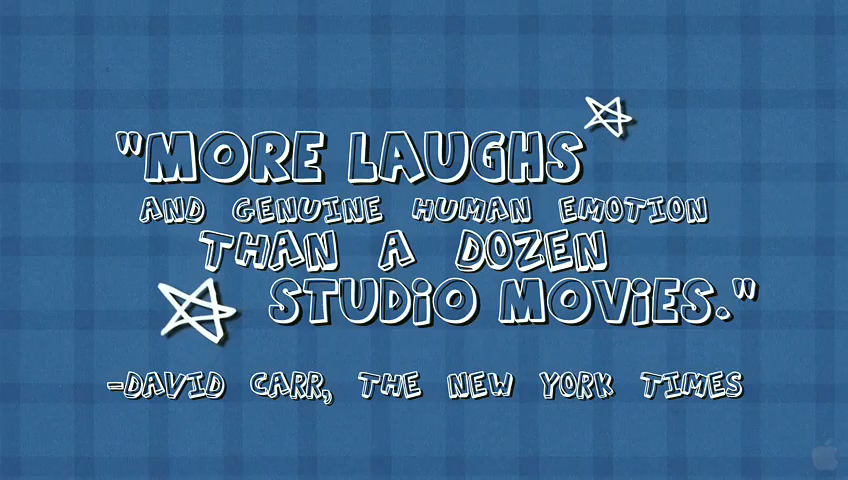 "MORE LAUGHS
AND GENUINE HUMAN EMOTION
THAN A DOZEN
STUDiO MOViES."
-DAVID CARR, THE NEW YORK TIMES